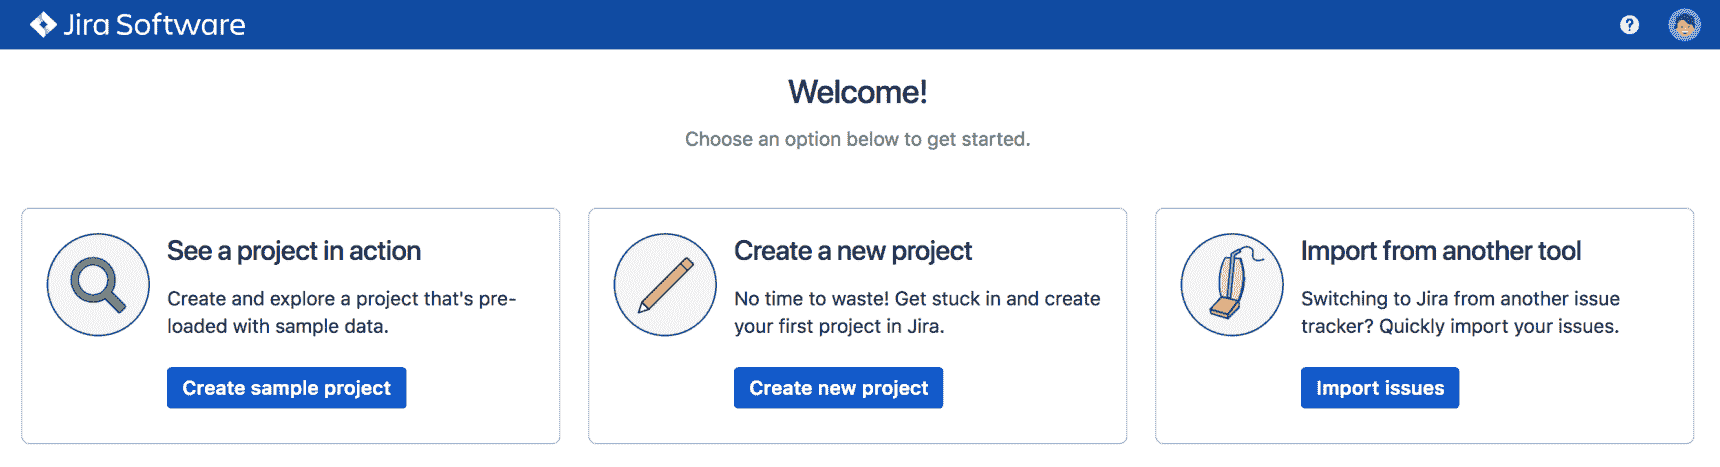 Jira Software
?
Welcome!
Choose an option below to get started.
See a project in action
Create and explore a project that's pre-
loaded with sample data.
Create sample project
Create a new project
No time to waste! Get stuck in and create
your first project in Jira.
Create new project
Import from another tool
Switching to Jira from another issue
tracker? Quickly import your issues.
Import issues